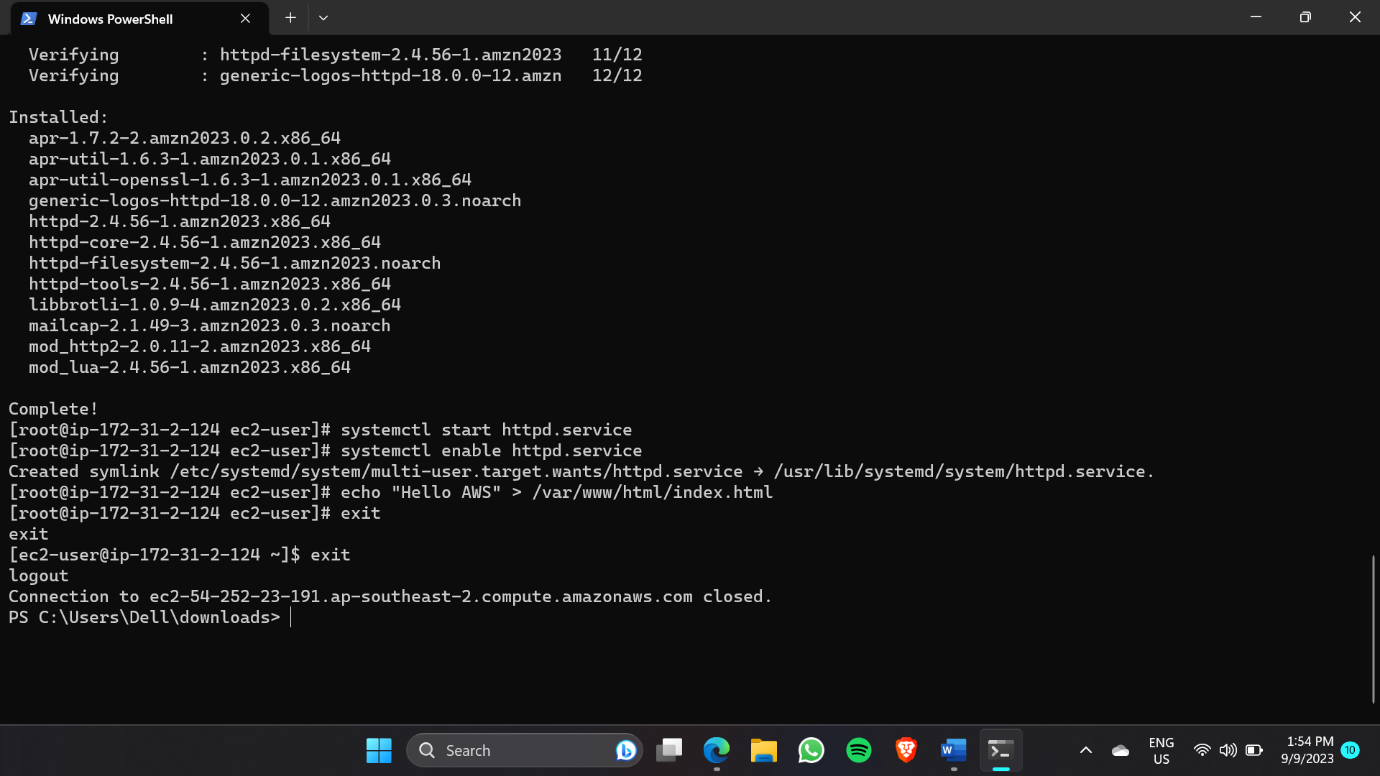 Windows PowerShell
Verifying        : httpd-filesystem-2.4.56-1.amzn2023   11/12
Verifying        : generic-logos-httpd-18.0.0-12.amzn   12/12
Installed:
apr-1.7.2-2.amzn2023.0.2.x86_64
apr-util-1.6.3-1.amzn2023.0.1.x86_64
apr-util-openssl-1.6.3-1.amzn2023.0.1.x86_64
generic-logos-httpd-18.0.0-12.amzn2023.0.3.noarch
httpd-2.4.56-1.amzn2023.x86_64
httpd-core-2.4.56-1.amzn2023.x86_64
httpd-filesystem-2.4.56-1.amzn2023.noarch
httpd-tools-2.4.56-1.amzn2023.x86_64
libbrotli-1.0.9-4.amzn2023.0.2.x86_64
mailcap-2.1.49-3.amzn2023.0.3.noarch
mod_http2-2.0.11-2.amzn2023.x86_64
mod_lua-2.4.56-1.amzn2023.x86_64
Complete!
[root@ip-172-31-2-124 ec2-user]# systemctl start httpd.service
[root@ip-172-31-2-124 ec2-user]# systemctl enable httpd.service
Created symlink /etc/systemd/system/multi-user.target.wants/httpd.service → /usr/lib/systemd/system/httpd.service.
[root@ip-172-31-2-124 ec2-user]# echo "Hello AWS" > /var/www/html/index.html
[root@ip-172-31-2-124 ec2-user]# exit
exit
[ec2-user@ip-172-31-2-124 ~]$ exit
logout
Connection to ec2-54-252-23-191.ap-southeast-2.compute.amazonaws.com closed.
PS C:\Users\Dell\downloads>
Search
ENG
US
1:54 PM
9/9/2023
10